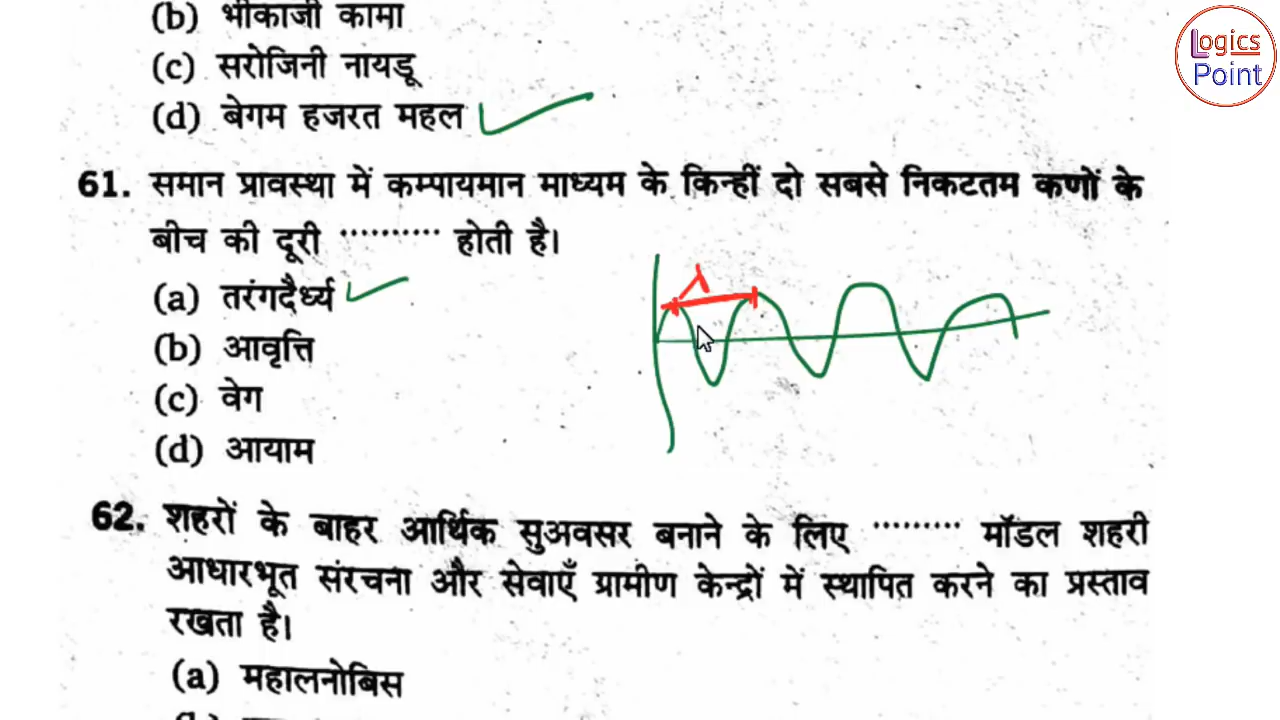 (b) भीकाजी कामा
(c) सरोजिनी नायडू
(d) बेगम हजरत महल
Logics
Point
61. समान प्रावस्था में कम्पायमान माध्यम के किन्हीं दो सबसे निकटतम कणों के
बीच की दूरी ·········· होती है।
(a) तरंगदैर्ध्य
λ
(b) आवृत्ति
(c) वेग
(d) आयाम
62. शहरों के बाहर आर्थिक सुअवसर बनाने के लिए ········· मॉडल शहरी
आधारभूत संरचना और सेवाएँ ग्रामीण केन्द्रों में स्थापित करने का प्रस्ताव
रखता है।
(a) महालनोबिस